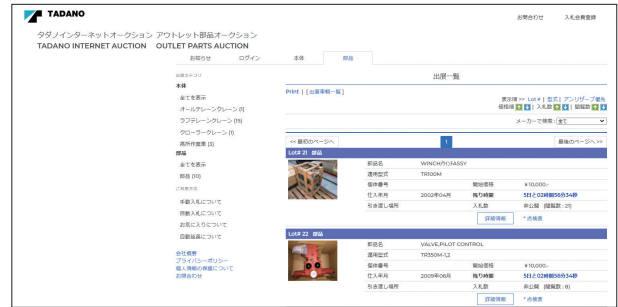 TADANO
お問合わせ 入札会員登録
タダノインターネットオークション アウトレット部品オークション
TADANO INTERNET AUCTION OUTLET PARTS AUCTION
お知らせ ログイン 本体 部品
出展カテゴリ
本体
全てを表示
オールテレーンクレーン (1)
ラフテレーンクレーン (15)
クローラークレーン (1)
高所作業車 (3)
部品
全てを表示
部品 (10)
ご利用方法
手動入札について
自動入札について
お気に入りについて
自動延長について
会社概要
プライバシーポリシー
個人情報の保護について
お問合わせ
出展一覧
Print | [出展車輌一覧]
表示順 >> Lot # | 型式 | アンリザーブ優先
価格順 | 入札数 | 閲覧数
メーカーで検索: 全て
<< 最初のページへ 1 最後のページへ >>
Lot# 21 部品
部品名 WINCH/ウインチASSY
適用型式 TR100M
個体番号 開始価格 ¥10,000.-
仕入年月 2002年04月 残り時間 5日と02時間56分34秒
引き渡し場所 入札数 非公開 [閲覧数:21]
詳細情報 * 点検表
Lot# 22 部品
部品名 VALVE,PILOT CONTROL
適用型式 TR350M-1,2
個体番号 開始価格 ¥10,000.-
仕入年月 2009年06月 残り時間 5日と02時間56分34秒
引き渡し場所 入札数 非公開 [閲覧数:6]
詳細情報 * 点検表